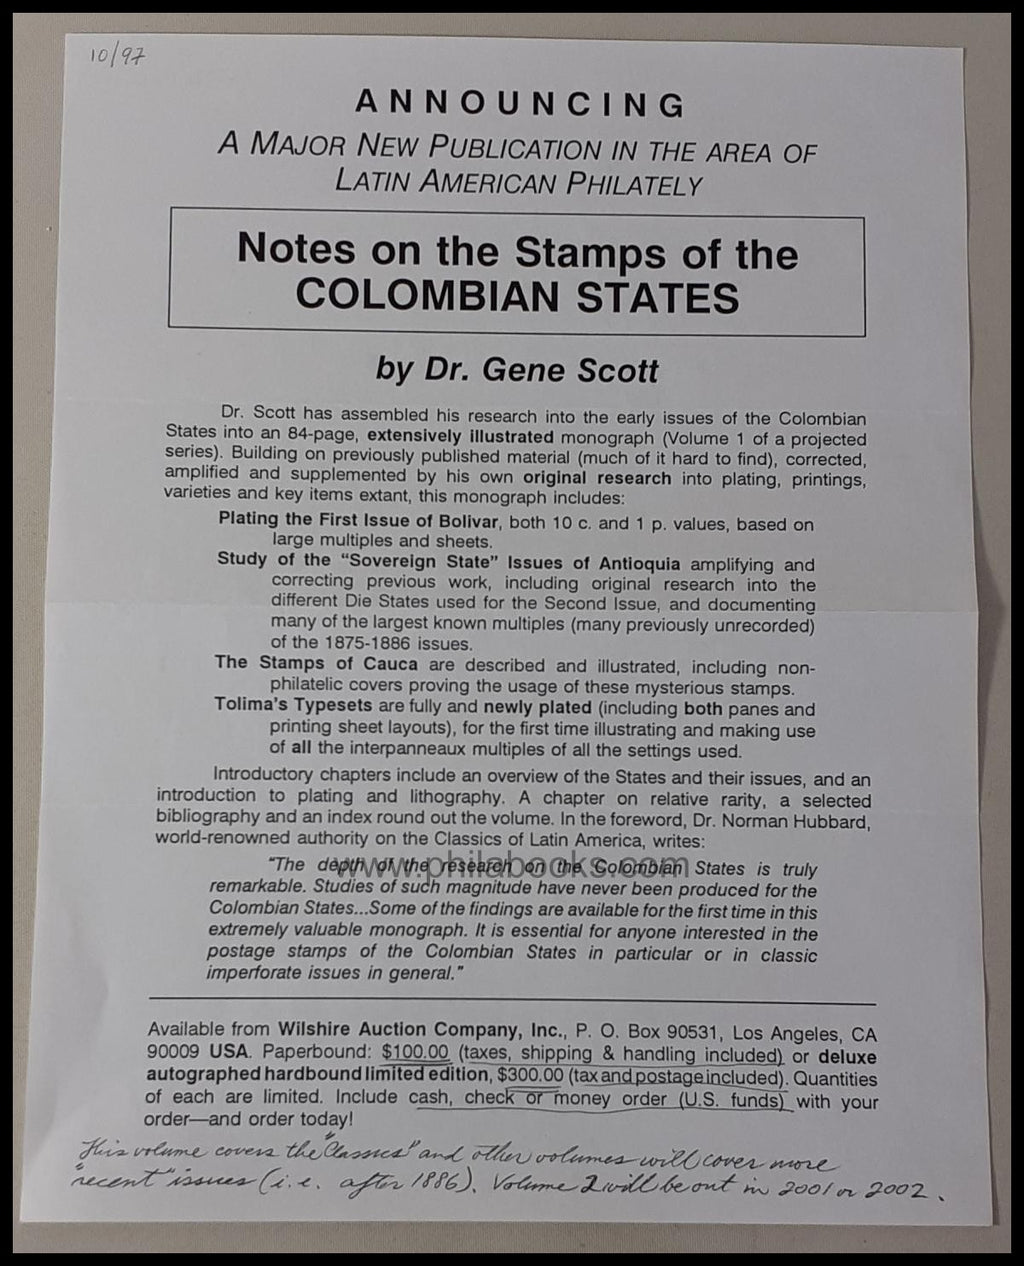 10/97
ANNOUNCING
A MAJOR NEW PUBLICATION IN THE AREA OF
LATIN AMERICAN PHILATELY
Notes on the Stamps of the
COLOMBIAN STATES
by Dr. Gene Scott
Dr. Scott has assembled his research into the early issues of the Colombian
States into an 84-page, extensively illustrated monograph (Volume 1 of a projected
series). Building on previously published material (much of it hard to find), corrected,
amplified and supplemented by his own original research into plating, printings,
varieties and key items extant, this monograph includes:
Plating the First Issue of Bolivar, both 10 c. and 1 p. values, based on
large multiples and sheets.
Study of the “Sovereign State” Issues of Antioquia amplifying and
correcting previous work, including original research into the
different Die States used for the Second Issue, and documenting
many of the largest known multiples (many previously unrecorded)
of the 1875-1886 issues.
The Stamps of Cauca are described and illustrated, including non-
philatelic covers proving the usage of these mysterious stamps.
Tolima's Typesets are fully and newly plated (including both panes and
printing sheet layouts), for the first time illustrating and making use
of all the interpanneaux multiples of all the settings used.
Introductory chapters include an overview of the States and their issues, and an
introduction to plating and lithography. A chapter on relative rarity, a selected
bibliography and an index round out the volume. In the foreword, Dr. Norman Hubbard,
world-renowned authority on the Classics of Latin America, writes:
“The depth of the research on the Colombian States is truly
www.philabooks.com
remarkable. Studies of such magnitude have never been produced for the
Colombian States...Some of the findings are available for the first time in this
extremely valuable monograph. It is essential for anyone interested in the
postage stamps of the Colombian States in particular or in classic
imperforate issues in general.”
Available from Wilshire Auction Company, Inc., P. O. Box 90531, Los Angeles, CA
90009 USA. Paperbound: $100.00 (taxes, shipping & handling included) or deluxe
autographed hardbound limited edition, $300.00 (tax and postage included). Quantities
of each are limited. Include cash, check or money order (U.S. funds) with your
order—and order today!
This volume covers the "Classics" and other volumes will cover more
"recent" issues (i.e. after 1886). Volume 2 will be out in 2001 or 2002.